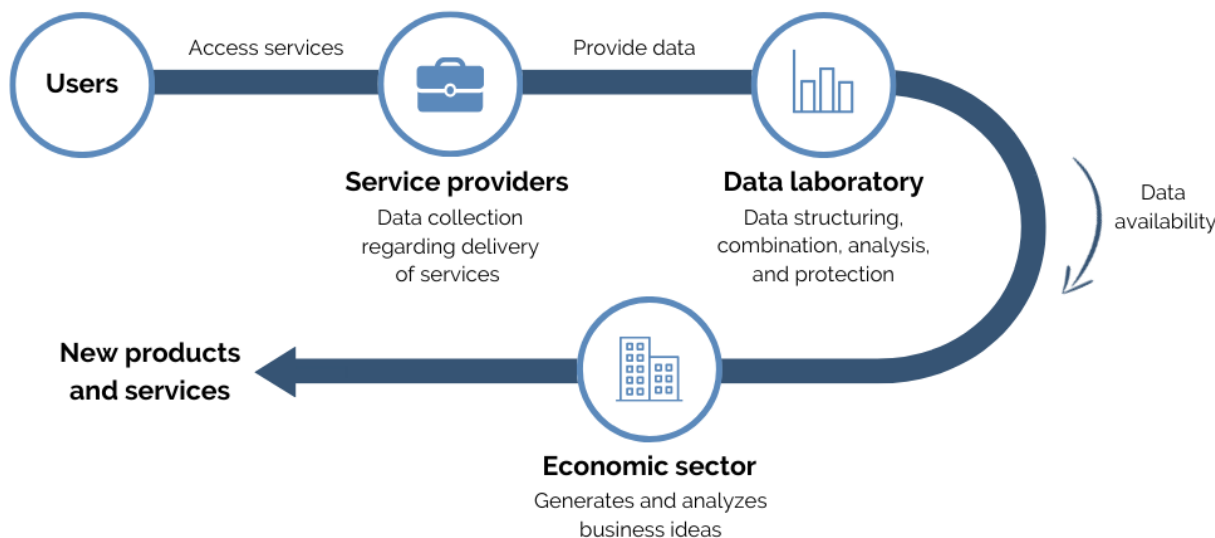 Users
Access services
Provide data
Service providers
Data collection
regarding delivery
of services
Data laboratory
Data structuring,
combination, analysis,
and protection
Data
availability
Economic sector
Generates and analyzes
business ideas
New products
and services